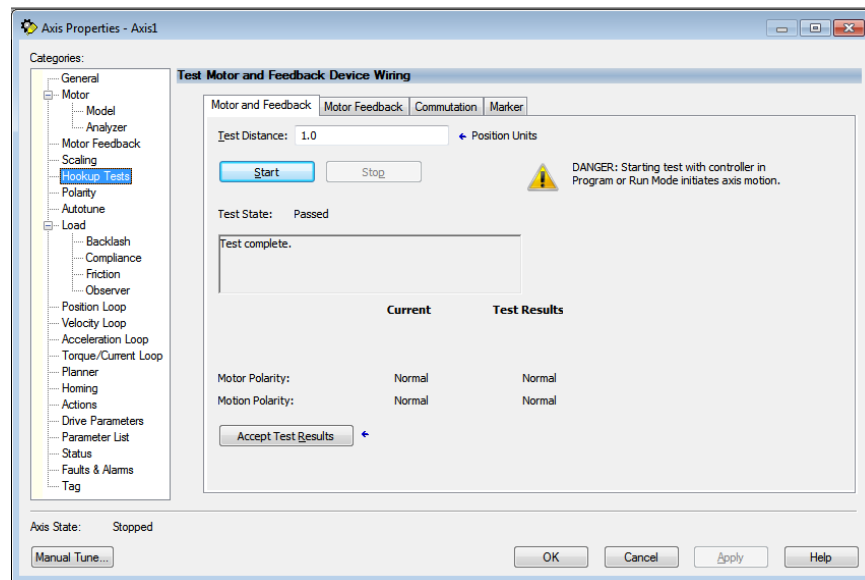 Axis Properties - Axis1
Categories:
General
Motor
Model
Analyzer
Motor Feedback
Scaling
Hookup Tests
Polarity
Autotune
Load
Backlash
Compliance
Friction
Observer
Position Loop
Velocity Loop
Acceleration Loop
Torque/Current Loop
Planner
Homing
Actions
Drive Parameters
Parameter List
Status
Faults & Alarms
Tag
Test Motor and Feedback Device Wiring
Motor and Feedback Motor Feedback Commutation Marker
Test Distance: 1.0 Position Units
Start Stop
DANGER: Starting test with controller in
Program or Run Mode initiates axis motion.
Test State: Passed
Test complete.
Current Test Results
Motor Polarity: Normal Normal
Motion Polarity: Normal Normal
Accept Test Results
Axis State: Stopped
Manual Tune... OK Cancel Apply Help